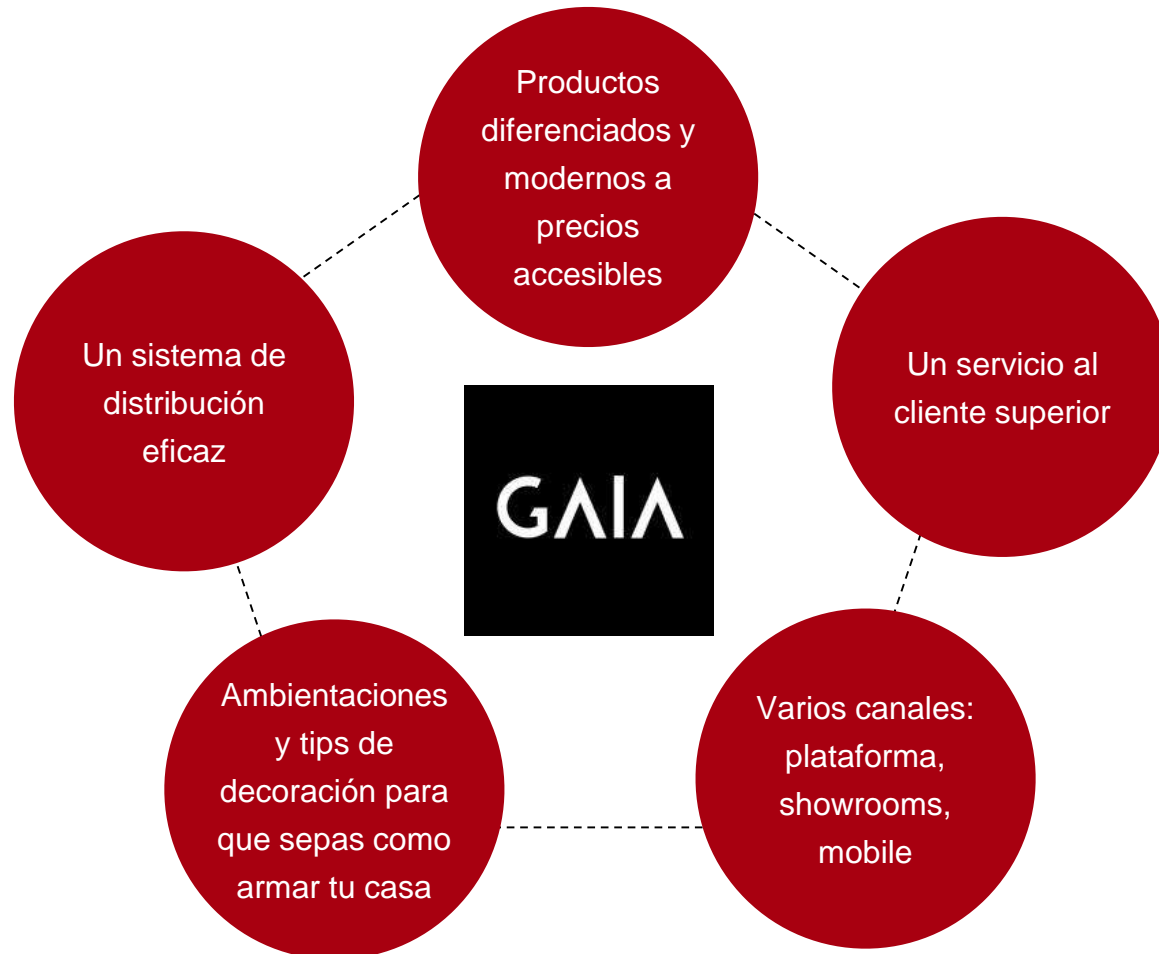 Productos
diferenciados y
modernos a
precios
accesibles
Un sistema de
distribución
eficaz
Un servicio al
cliente superior
GAIA
Ambientaciones
y tips de
decoración para
que sepas como
armar tu casa
Varios canales:
plataforma,
showrooms,
mobile